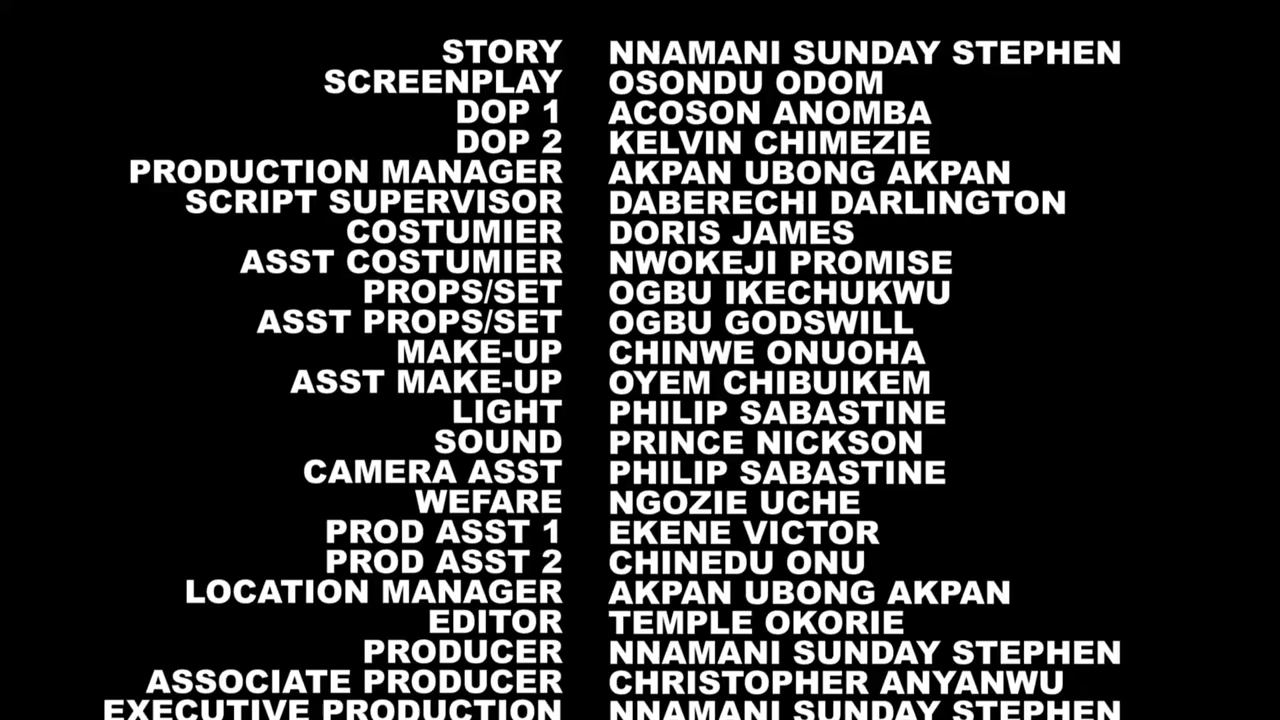 STORY NNAMANI SUNDAY STEPHEN
SCREENPLAY OSONDU ODOM
DOP 1 ACOSON ANOMBA
DOP 2 KELVIN CHIMEZIE
PRODUCTION MANAGER AKPAN UBONG AKPAN
SCRIPT SUPERVISOR DABERECHI DARLINGTON
COSTUMIER DORIS JAMES
ASST COSTUMIER NWOKEJI PROMISE
PROPS/SET OGBU IKECHUKWU
ASST PROPS/SET OGBU GODSWILL
MAKE-UP CHINWE ONUOHA
ASST MAKE-UP OYEM CHIBUIKEM
LIGHT PHILIP SABASTINE
SOUND PRINCE NICKSON
CAMERA ASST PHILIP SABASTINE
WEFARE NGOZIE UCHE
PROD ASST 1 EKENE VICTOR
PROD ASST 2 CHINEDU ONU
LOCATION MANAGER AKPAN UBONG AKPAN
EDITOR TEMPLE OKORIE
PRODUCER NNAMANI SUNDAY STEPHEN
ASSOCIATE PRODUCER CHRISTOPHER ANYANWU
EXECUTIVE PRODUCTION NNAMANI SUNDAY STEPHEN